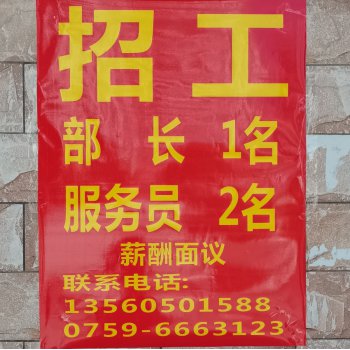 招工
部长 1名
服务员 2名
薪酬面议
联系电话:
13560501588
0759-6663123